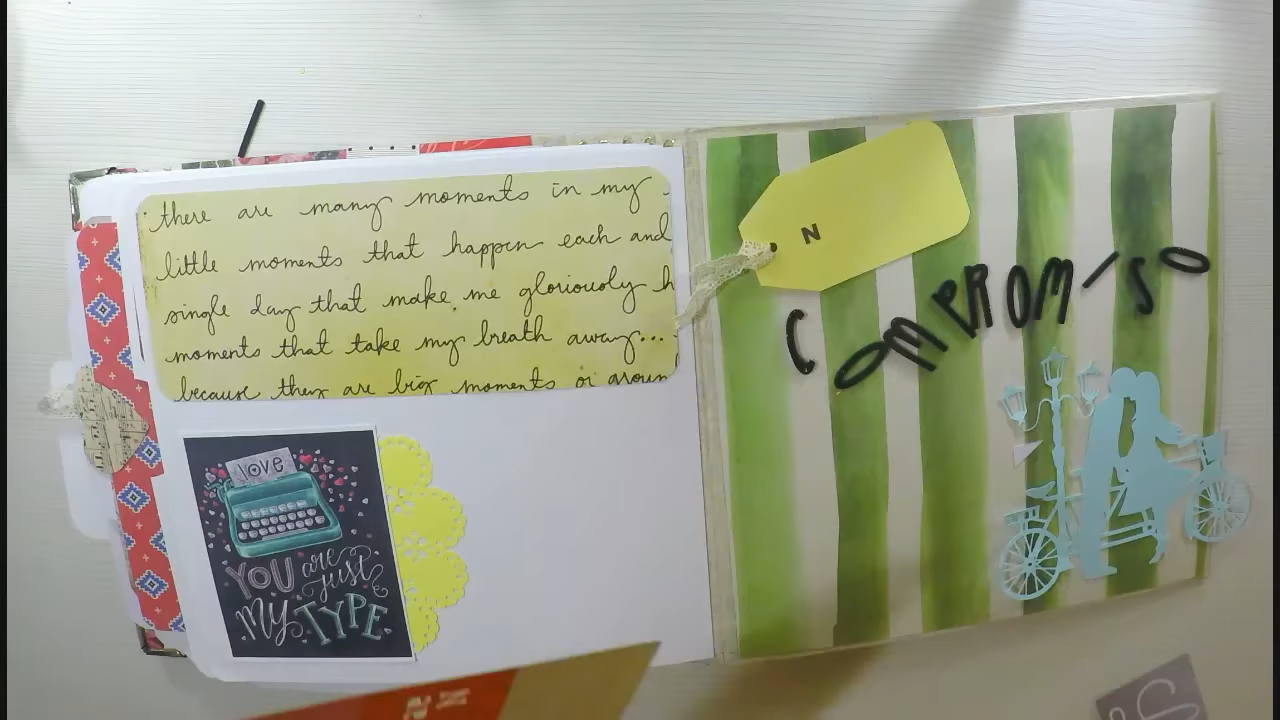 there are many moments in my
little moments that happen each and
single day that make me gloriously h
moments that take my breath away...
because they are big moments or aroun
LOVE
YOU are
just
My TYPE
N
COMPROMISO